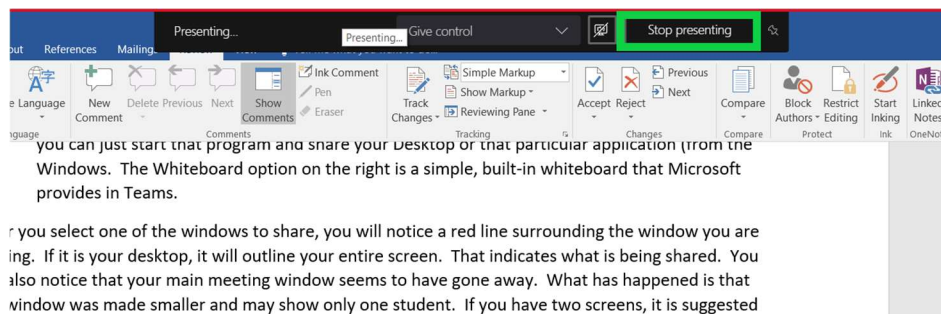 Presenting... Give control Stop presenting
Presenting...
out References Mailing
Ink Comment Simple Markup Previous
Pen Show Markup Next
Eraser Reviewing Pane
Language New Comment Delete Previous Next Show Comments Track Changes Accept Reject Compare Block Authors Restrict Editing Start Inking Linked Notes
nguage Comments Tracking Changes Compare Protect Ink OneNot
you can just start that program and share your Desktop or that particular application (from the
Windows. The Whiteboard option on the right is a simple, built-in whiteboard that Microsoft
provides in Teams.
r you select one of the windows to share, you will notice a red line surrounding the window you are
ing. If it is your desktop, it will outline your entire screen. That indicates what is being shared. You
also notice that your main meeting window seems to have gone away. What has happened is that
window was made smaller and may show only one student. If you have two screens, it is suggested